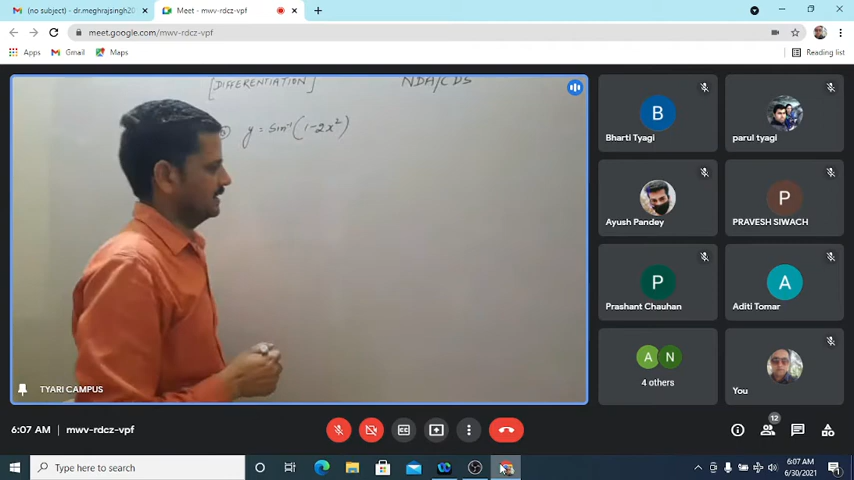 (no subject) - dr.meghrajsingh20
Meet - mwv-rdcz-vpf
meet.google.com/mwv-rdcz-vpf
Apps
Gmail
Maps
Reading list
[DIFFERENTIATION]
NDA/CDS
y = sin⁻¹(1-2x²)
TYARI CAMPUS
B
Bharti Tyagi
parul tyagi
Ayush Pandey
P
PRAVESH SIWACH
P
Prashant Chauhan
A
Aditi Tomar
A N
4 others
You
6:07 AM | mwv-rdcz-vpf
12
Type here to search
6:07 AM
6/30/2021